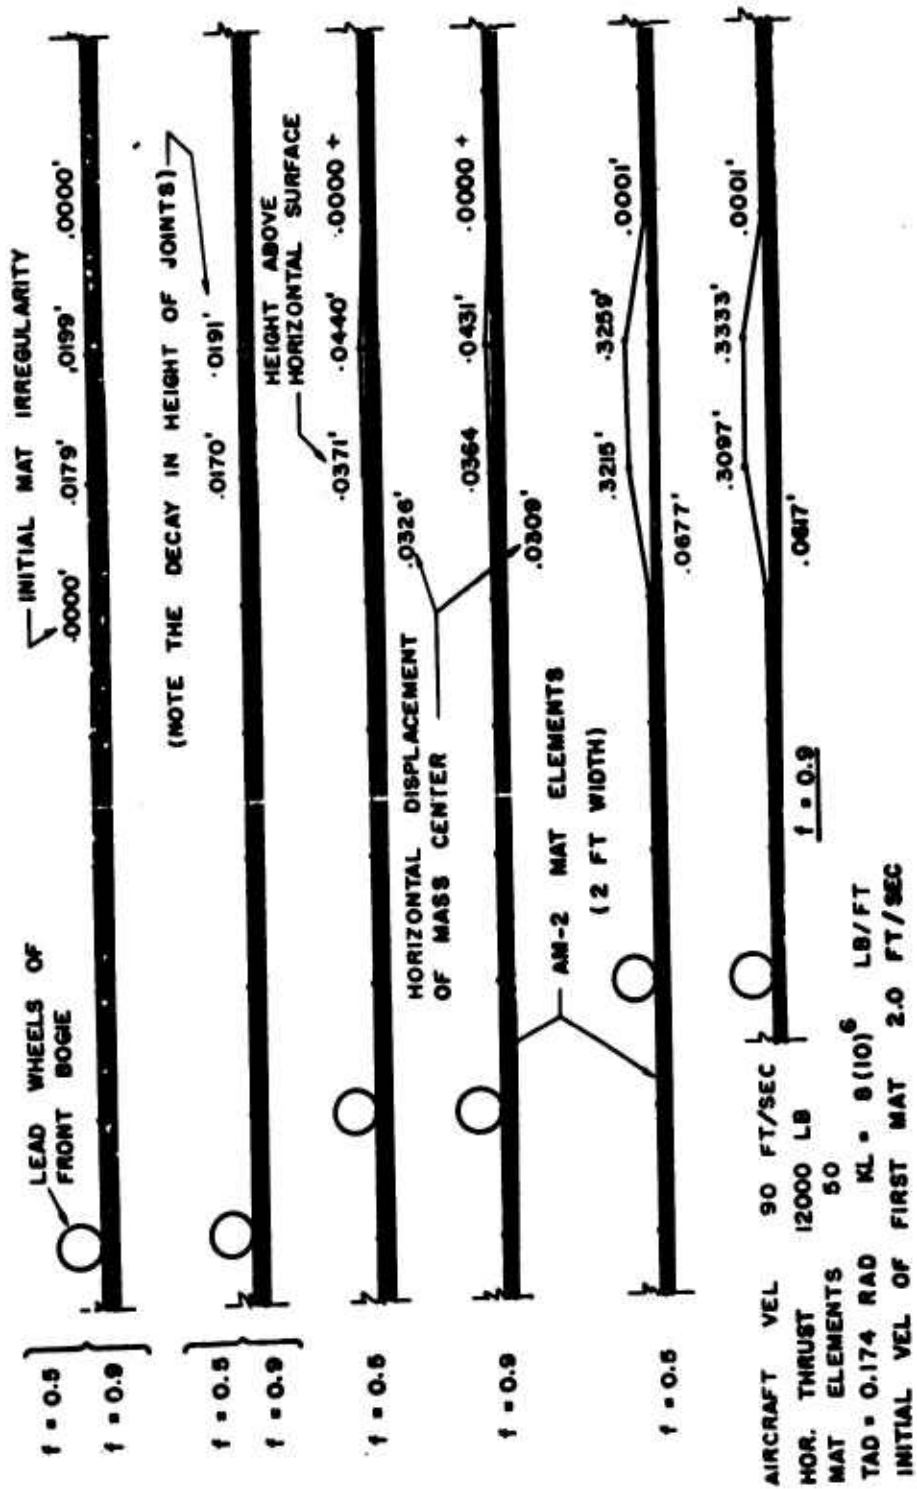 INITIAL MAT IRREGULARITY
.0000' .0179' .0199' .0000'
LEAD WHEELS OF
FRONT BOGIE
f = 0.5
f = 0.9
(NOTE THE DECAY IN HEIGHT OF JOINTS)
.0170' .0191'
f = 0.5
f = 0.9
HEIGHT ABOVE
HORIZONTAL SURFACE
.0371' .0440' .0000 +
.0326'
f = 0.5
HORIZONTAL DISPLACEMENT
OF MASS CENTER
.0364 .0431' .0000 +
.0309'
f = 0.9
AM-2 MAT ELEMENTS
(2 FT WIDTH)
.3215' .3259' .0001'
.0677'
f = 0.5
.3097' .3333' .0001'
.0617'
f = 0.9
AIRCRAFT VEL 90 FT/SEC
HOR. THRUST 12000 LB
MAT ELEMENTS 50
TAD = 0.174 RAD KL = 8(10)6 LB/FT
INITIAL VEL OF FIRST MAT 2.0 FT/SEC